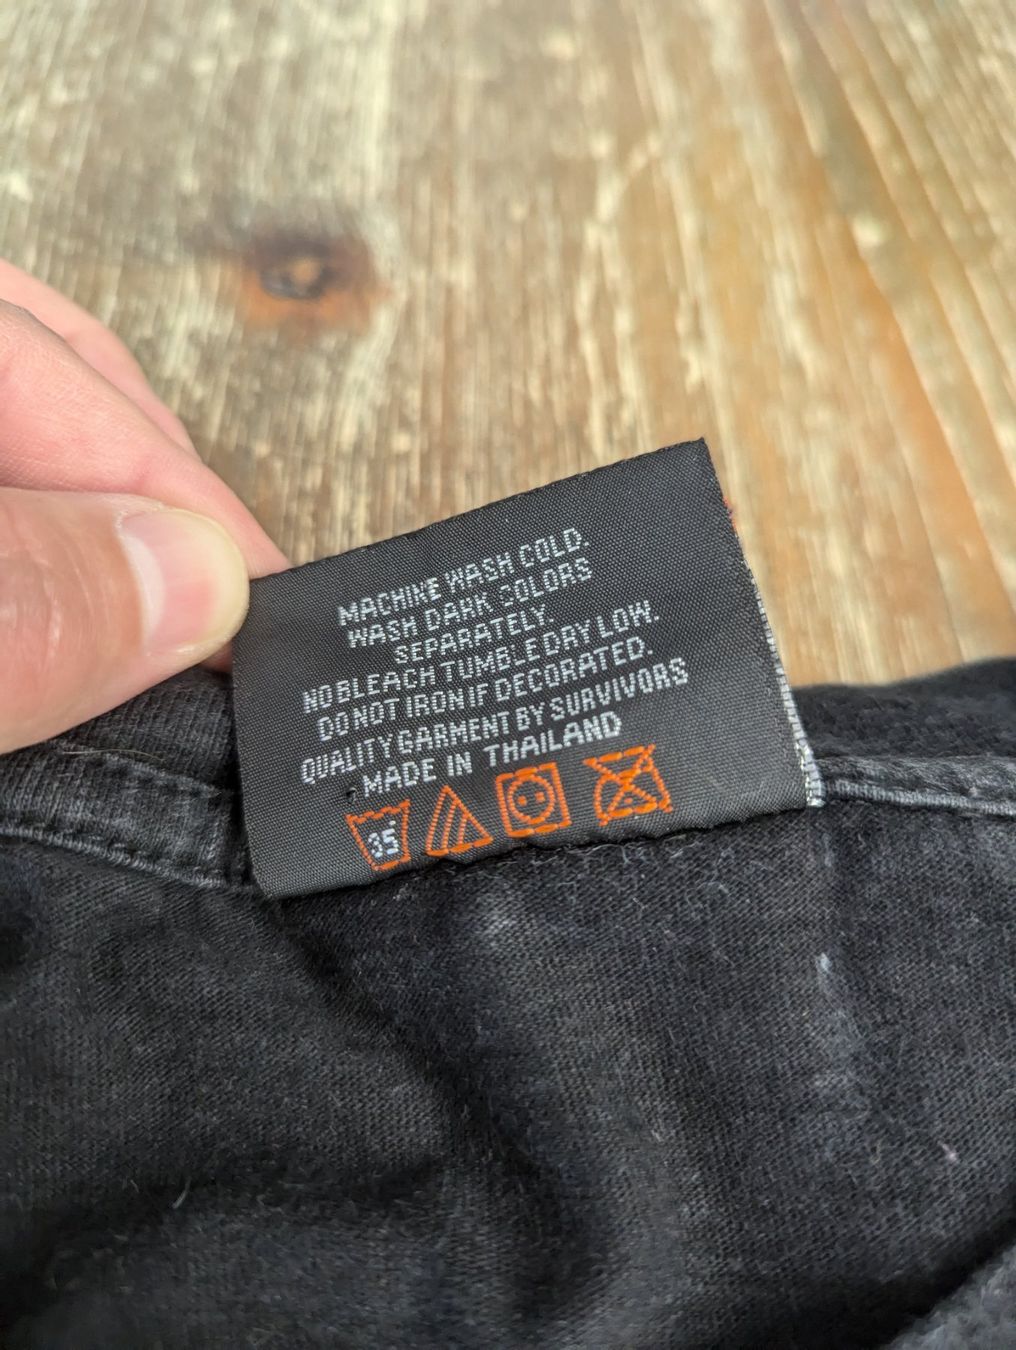 MACHINE WASH COLD.
WASH DARK COLORS
SEPARATELY.
NO BLEACH TUMBLE DRY LOW.
DO NOT IRON IF DECORATED.
QUALITY GARMENT BY SURVIVORS
MADE IN THAILAND
35°